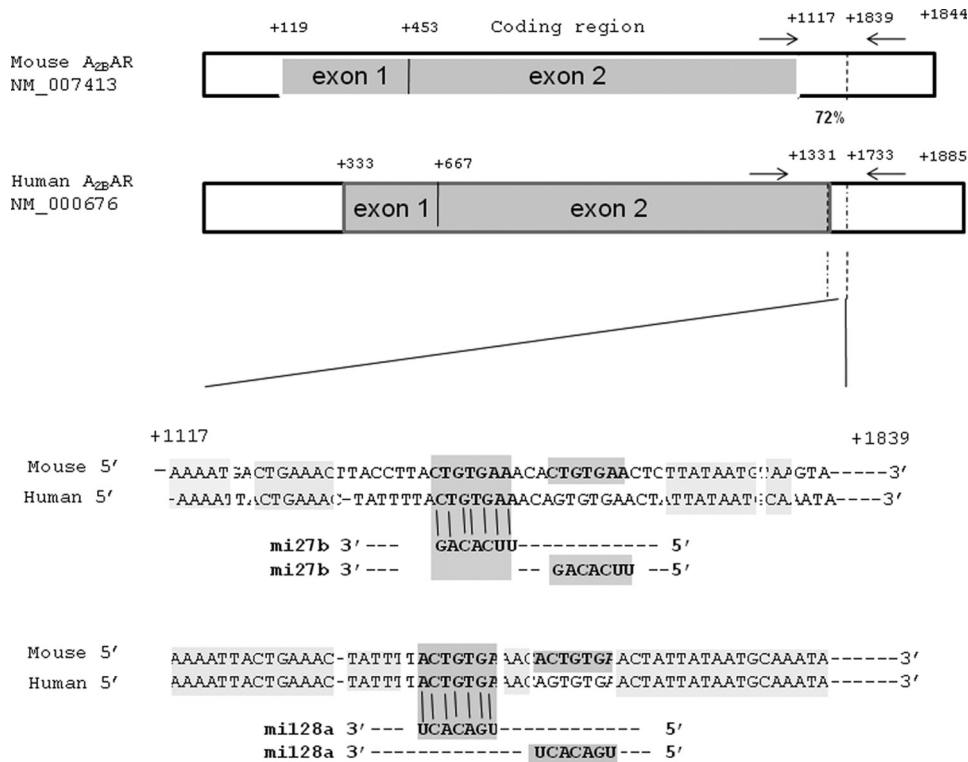 +119 +453 Coding region +1117 +1839 +1844
Mouse A2BAR
NM_007413
exon 1 exon 2
72%
+333 +667 +1331 +1733 +1885
Human A2BAR
NM_000676
exon 1 exon 2
+1117 +1839
Mouse 5′ –AAAATGACTGAAACTTACCTTACTGTGAAACACTGTGAACTCTTATAATGTAAGTA-----3′
Human 5′ -AAAATTACTGAAAC-TATTTTACTGTGAAACAGTGTGAACTATTATAATGCAAATA-----3′
mi27b 3′--- GACACUU------------- 5′
mi27b 3′--- -- GACACUU --5′
Mouse 5′ AAAATTACTGAAAC-TATTTTACTGTGAAACACTGTGAACTATTATAATGCAAATA------3′
Human 5′ AAAATTACTGAAAC-TATTTTACTGTGAAACAGTGTGAACTATTATAATGCAAATA------3′
mi128a 3′--- UCACAGU--------------- 5′
mi128a 3′-------------- UCACAGU --- 5′